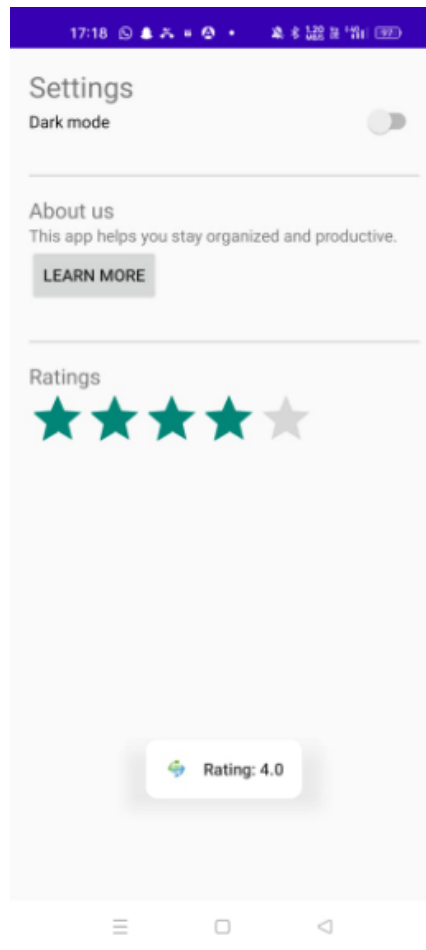 17:18
97
Settings
Dark mode
About us
This app helps you stay organized and productive.
LEARN MORE
Ratings
Rating: 4.0